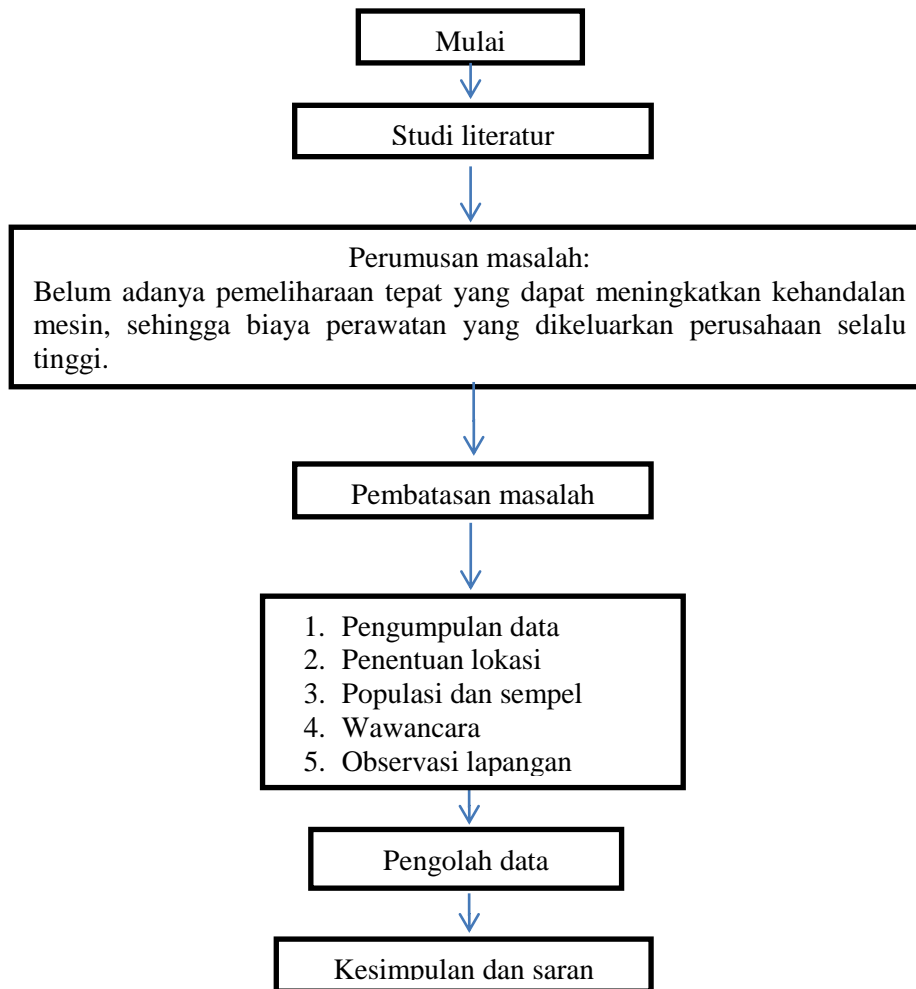 Mulai
Studi literatur
Perumusan masalah:
Belum adanya pemeliharaan tepat yang dapat meningkatkan kehandalan
mesin, sehingga biaya perawatan yang dikeluarkan perusahaan selalu
tinggi.
Pembatasan masalah
1. Pengumpulan data
2. Penentuan lokasi
3. Populasi dan sempel
4. Wawancara
5. Observasi lapangan
Pengolah data
Kesimpulan dan saran